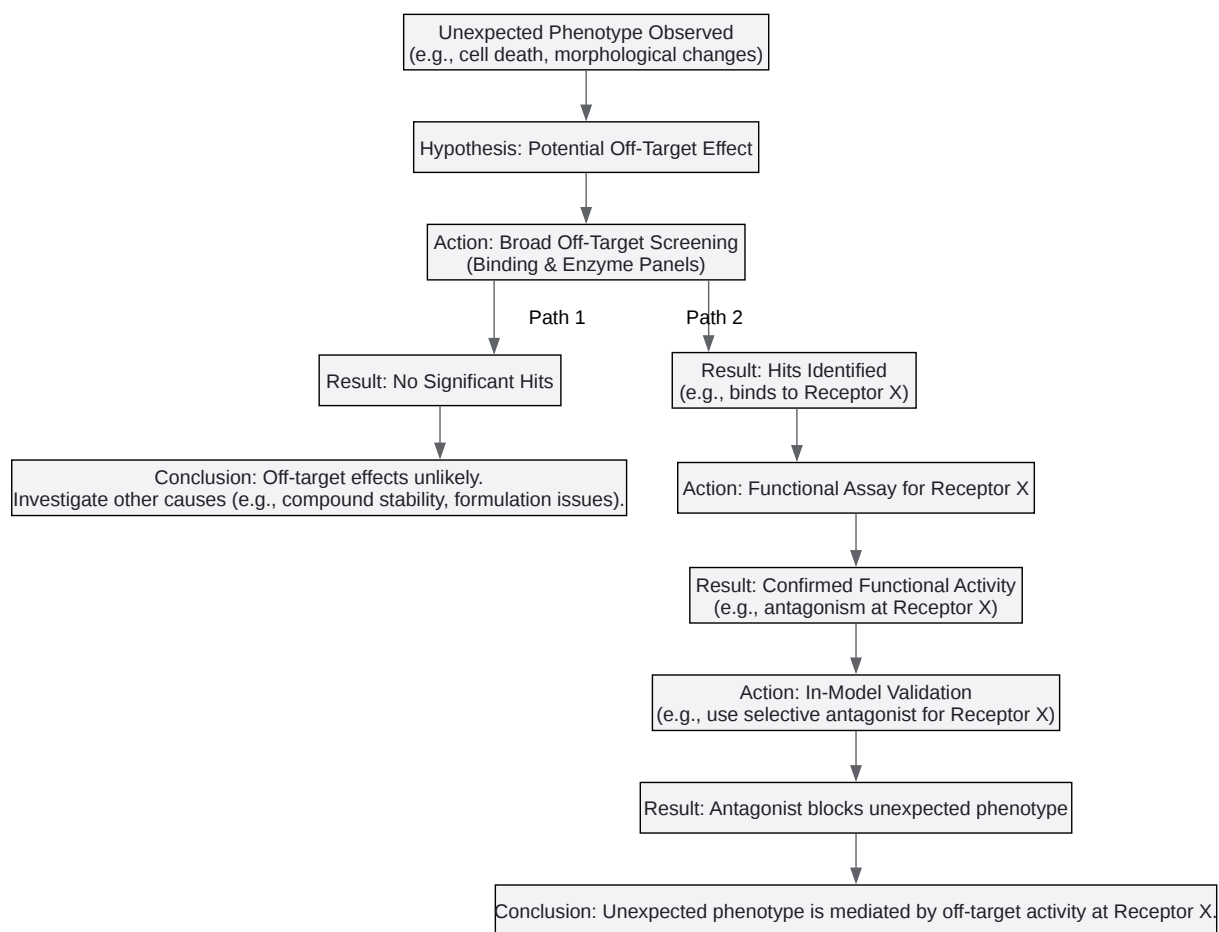 Unexpected Phenotype Observed
(e.g., cell death, morphological changes)
Hypothesis: Potential Off-Target Effect
Action: Broad Off-Target Screening
(Binding & Enzyme Panels)
Path 1
Path 2
Result: No Significant Hits
Result: Hits Identified
(e.g., binds to Receptor X)
Conclusion: Off-target effects unlikely.
Investigate other causes (e.g., compound stability, formulation issues).
Action: Functional Assay for Receptor X
Result: Confirmed Functional Activity
(e.g., antagonism at Receptor X)
Action: In-Model Validation
(e.g., use selective antagonist for Receptor X)
Result: Antagonist blocks unexpected phenotype
Conclusion: Unexpected phenotype is mediated by off-target activity at Receptor X.